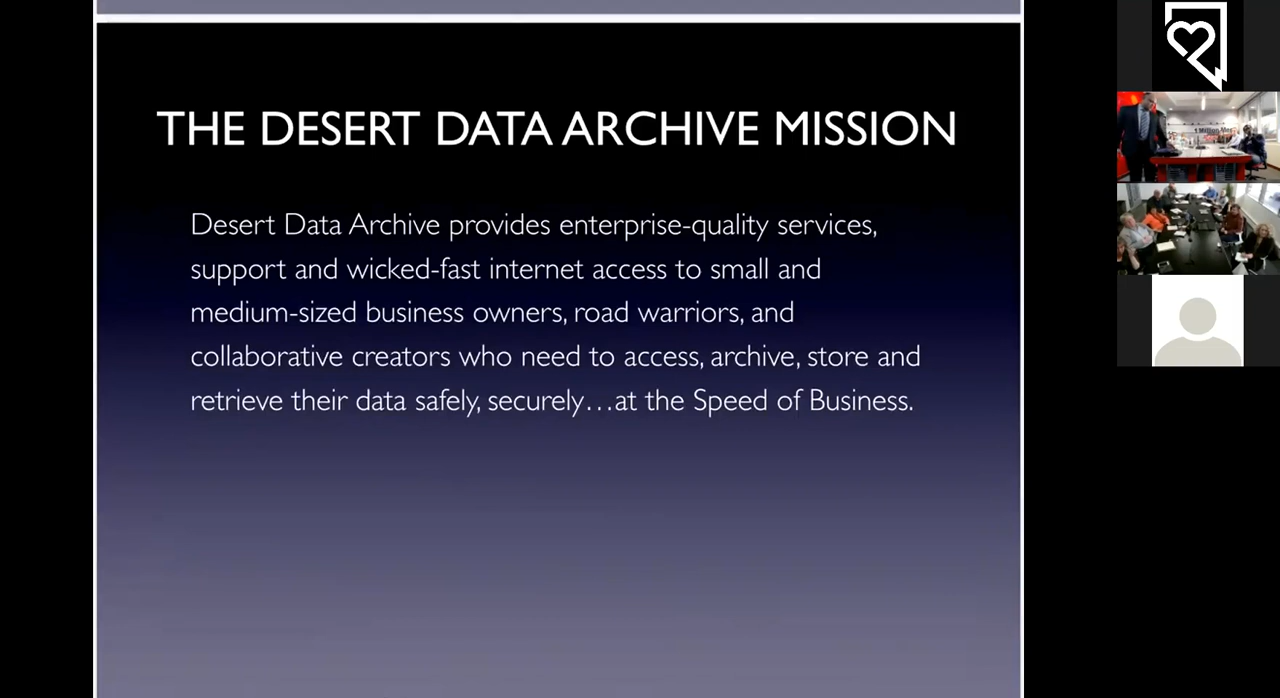 THE DESERT DATA ARCHIVE MISSION
Desert Data Archive provides enterprise-quality services,
support and wicked-fast internet access to small and
medium-sized business owners, road warriors, and
collaborative creators who need to access, archive, store and
retrieve their data safely, securely…at the Speed of Business.
1 Million